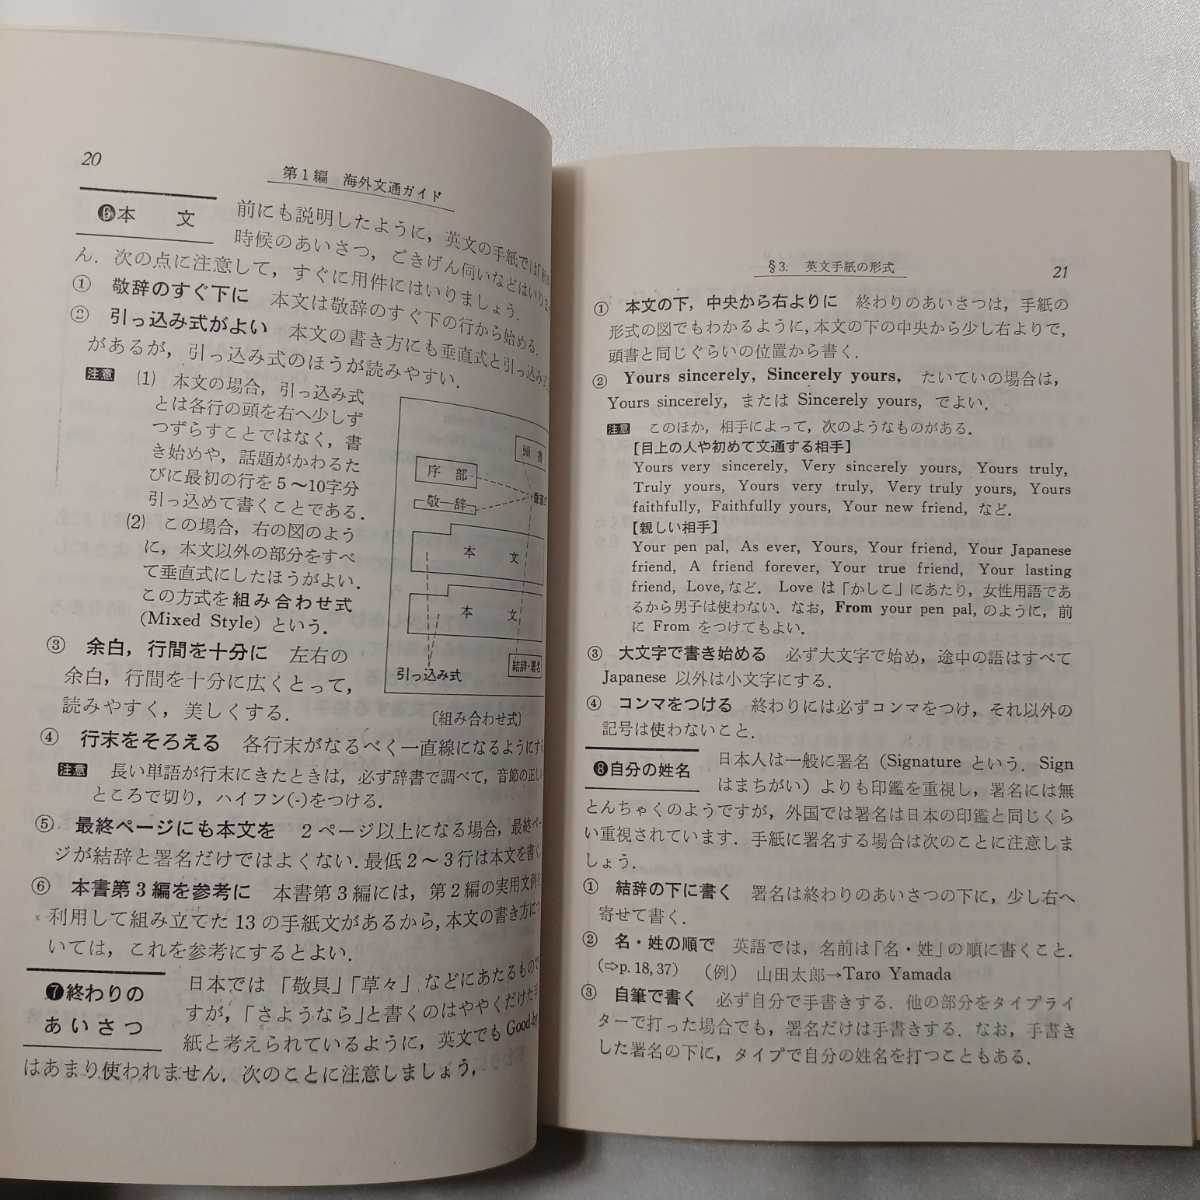 20
第1編 海外文通ガイド
❻本 文
前にも説明したように，英文の手紙では
時候のあいさつ，ごきげん伺いなどははいりま
ん．次の点に注意して，すぐに用件にはいりましょう．
① 敬辞のすぐ下に 本文は敬辞のすぐ下の行から始める．
② 引っ込み式がよい 本文の書き方にも垂直式と引っ込み
があるが，引っ込み式のほうが読みやすい．
注意 (1) 本文の場合，引っ込み式
とは各行の頭を右へ少しず
つずらすことではなく，書
き始めや，話題がかわるた
びに最初の行を5～10字分
引っ込めて書くことである．
(2) この場合，右の図のよう
に，本文以外の部分をすべ
て垂直式にしたほうがよい．
この方式を組み合わせ式
(Mixed Style) という．
頭 書
序 部
敬 辞
本 文
本 文
結辞・署名
引っ込み式
〔組み合わせ式〕
③ 余白，行間を十分に 左右の
余白，行間を十分に広くとって，
読みやすく，美しくする．
④ 行末をそろえる 各行末がなるべく一直線になるようにす
注意 長い単語が行末にきたときは，必ず辞書で調べて，音節の正しい
ところで切り，ハイフン(-)をつける．
⑤ 最終ページにも本文を 2ページ以上になる場合，最終ペ
ジが結辞と署名だけではよくない．最低2～3行は本文を書く
⑥ 本書第3編を参考に 本書第3編には，第2編の実用文例
利用して組み立てた13の手紙文があるから，本文の書き方に
いては，これを参考にするとよい．
❼終わりの
あいさつ
日本では「敬具」「草々」などにあたるもので
すが，「さようなら」と書くのはややくだけた手
紙と考えられているように，英文でも Good-by
はあまり使われません．次のことに注意しましょう．
§3. 英文手紙の形式
21
① 本文の下，中央から右よりに 終わりのあいさつは，手紙の
形式の図でもわかるように，本文の下の中央から少し右よりで，
頭書と同じぐらいの位置から書く．
② Yours sincerely, Sincerely yours, たいていの場合は，
Yours sincerely, または Sincerely yours, でよい．
注意 このほか，相手によって，次のようなものがある．
[目上の人や初めて文通する相手]
Yours very sincerely, Very sincerely yours, Yours truly,
Truly yours, Yours very truly, Very truly yours, Yours
faithfully, Faithfully yours, Your new friend, など．
[親しい相手]
Your pen pal, As ever, Yours, Your friend, Your Japanese
friend, A friend forever, Your true friend, Your lasting
friend, Love, など． Love は「かしこ」にあたり，女性用語であ
るから男子は使わない．なお，From your pen pal, のように，前
に From をつけてもよい．
③ 大文字で書き始める 必ず大文字で始め，途中の語はすべて
Japanese 以外は小文字にする．
④ コンマをつける 終わりには必ずコンマをつけ，それ以外の
記号は使わないこと．
❽自分の姓名
日本人は一般に署名 (Signature という．Sign
はまちがい) よりも印鑑を重視し，署名には無
とんちゃくのようですが，外国では署名は日本の印鑑と同じくら
い重視されています．手紙に署名する場合は次のことに注意しま
しょう．
① 結辞の下に書く 署名は終わりのあいさつの下に，少し右へ
寄せて書く．
② 名・姓の順で 英語では，名前は「名・姓」の順に書くこと．
(⇨p.18, 37) (例) 山田太郎→Taro Yamada
③ 自筆で書く 必ず自分で手書きする．他の部分をタイプライ
ターで打った場合でも，署名だけは手書きする．なお，手書き
した署名の下に，タイプで自分の姓名を打つこともある．